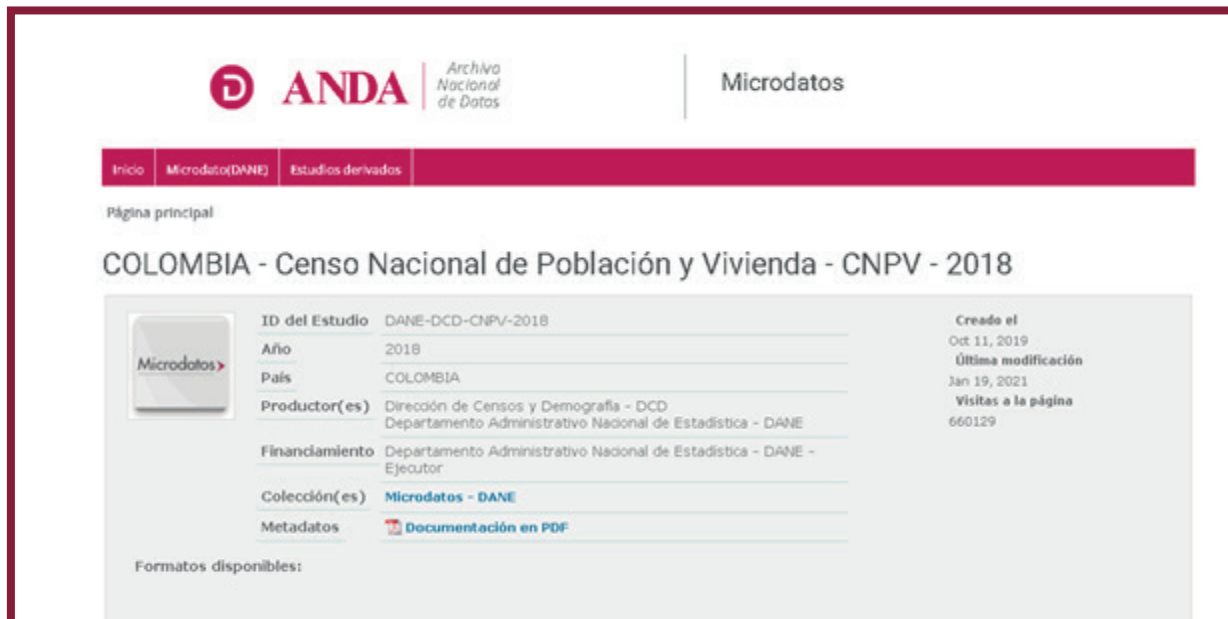 ANDA
Archivo
Nacional
de Datos
Microdatos
Inicio
Microdato(DANE)
Estudios derivados
Página principal
COLOMBIA - Censo Nacional de Población y Vivienda - CNPV - 2018
Microdatos
ID del Estudio DANE-DCD-CNPV-2018
Año 2018
País COLOMBIA
Productor(es) Dirección de Censos y Demografía - DCD
Departamento Administrativo Nacional de Estadística - DANE
Financiamiento Departamento Administrativo Nacional de Estadística - DANE -
Ejecutor
Colección(es) Microdatos - DANE
Metadatos Documentación en PDF
Creado el
Oct 11, 2019
Última modificación
Jan 19, 2021
Visitas a la página
660129
Formatos disponibles: